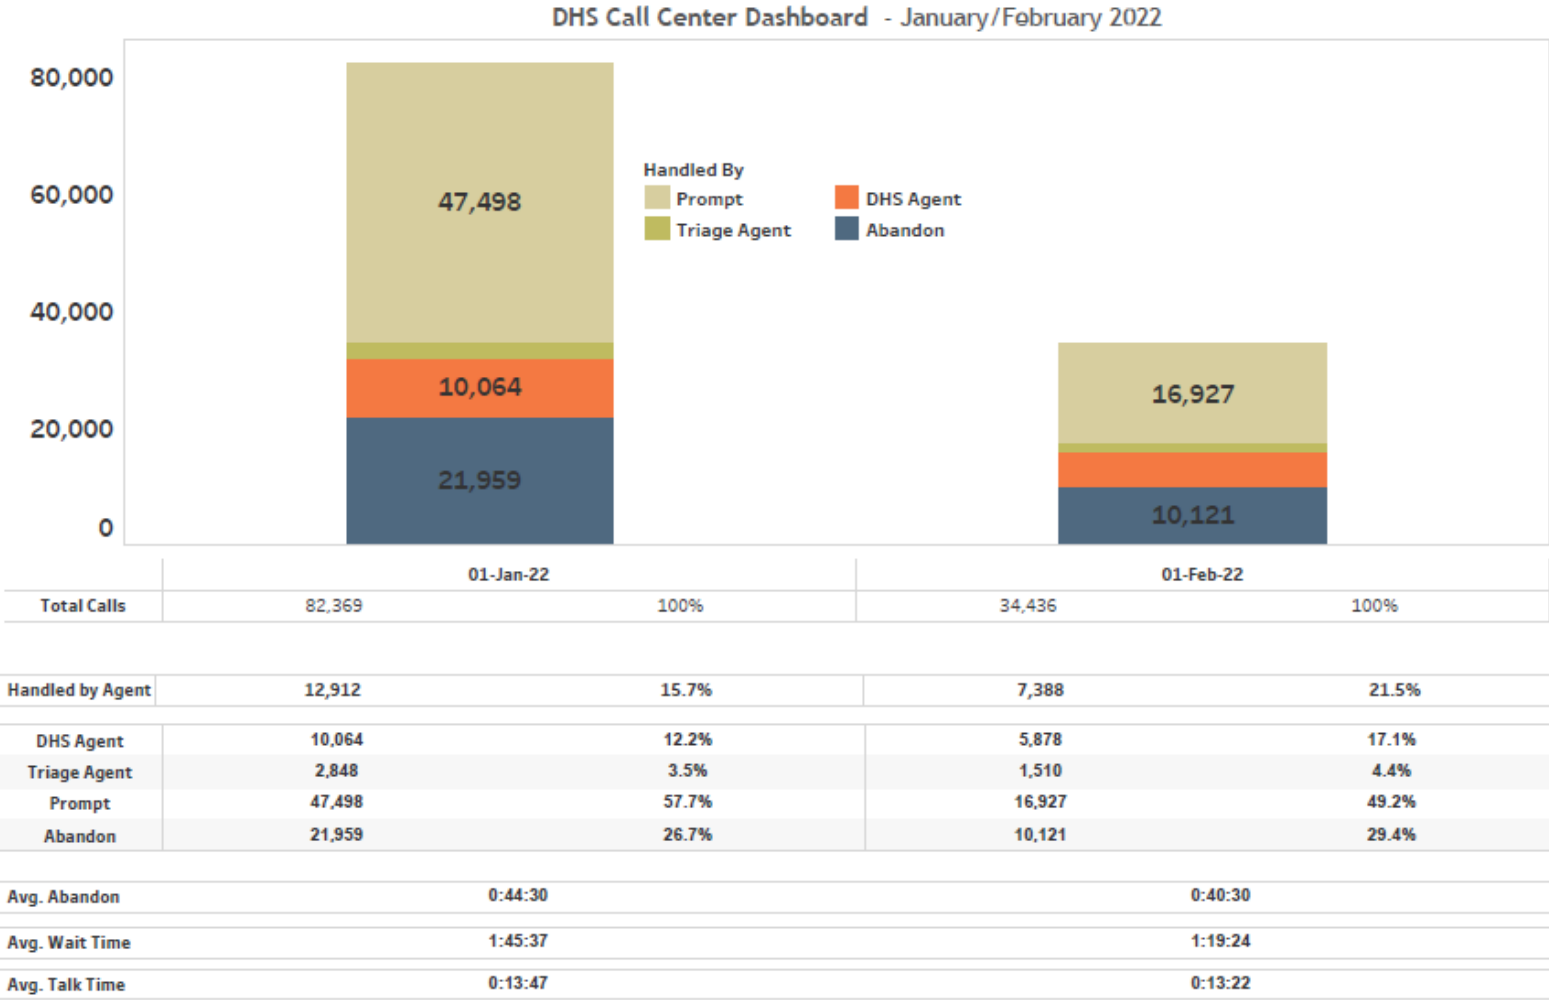 DHS Call Center Dashboard - January/February 2022
80,000
60,000
40,000
20,000
0
47,498
10,064
21,959
Handled By
Prompt DHS Agent
Triage Agent Abandon
16,927
10,121
01-Jan-22 01-Feb-22
Total Calls 82,369 100% 34,436 100%
Handled by Agent 12,912 15.7% 7,388 21.5%
DHS Agent 10,064 12.2% 5,878 17.1%
Triage Agent 2,848 3.5% 1,510 4.4%
Prompt 47,498 57.7% 16,927 49.2%
Abandon 21,959 26.7% 10,121 29.4%
Avg. Abandon 0:44:30 0:40:30
Avg. Wait Time 1:45:37 1:19:24
Avg. Talk Time 0:13:47 0:13:22